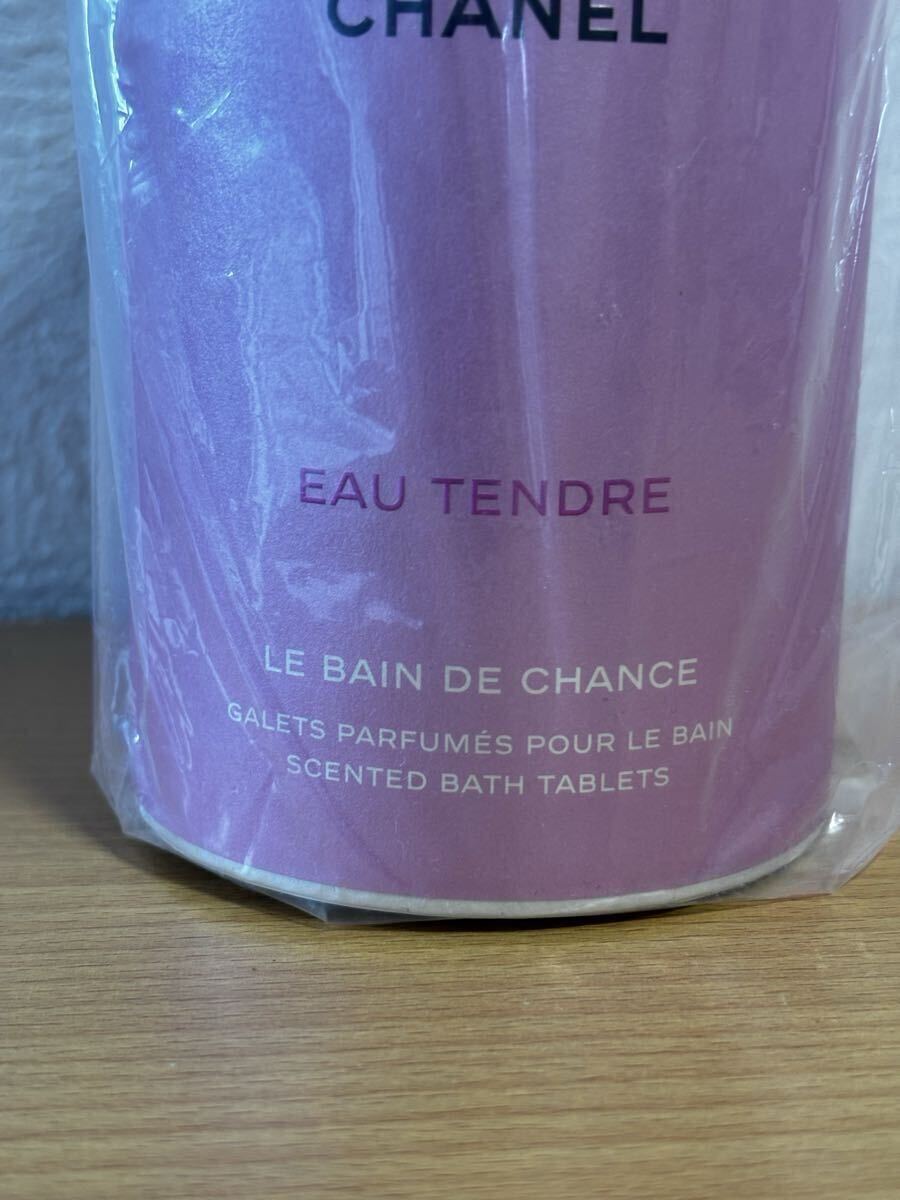 CHANEL
EAU TENDRE
LE BAIN DE CHANCE
GALETS PARFUMÉS POUR LE BAIN
SCENTED BATH TABLETS